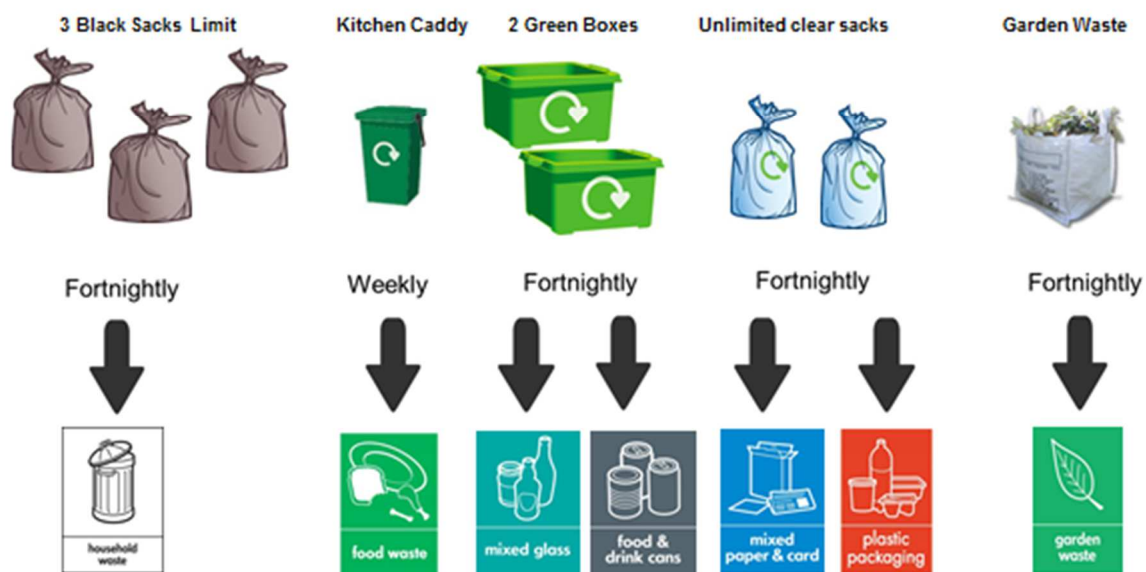 3 Black Sacks Limit
Kitchen Caddy
2 Green Boxes
Unlimited clear sacks
Garden Waste
Fortnightly
Weekly
Fortnightly
Fortnightly
Fortnightly
household
waste
food waste
mixed glass
food &
drink cans
mixed
paper & card
plastic
packaging
garden
waste